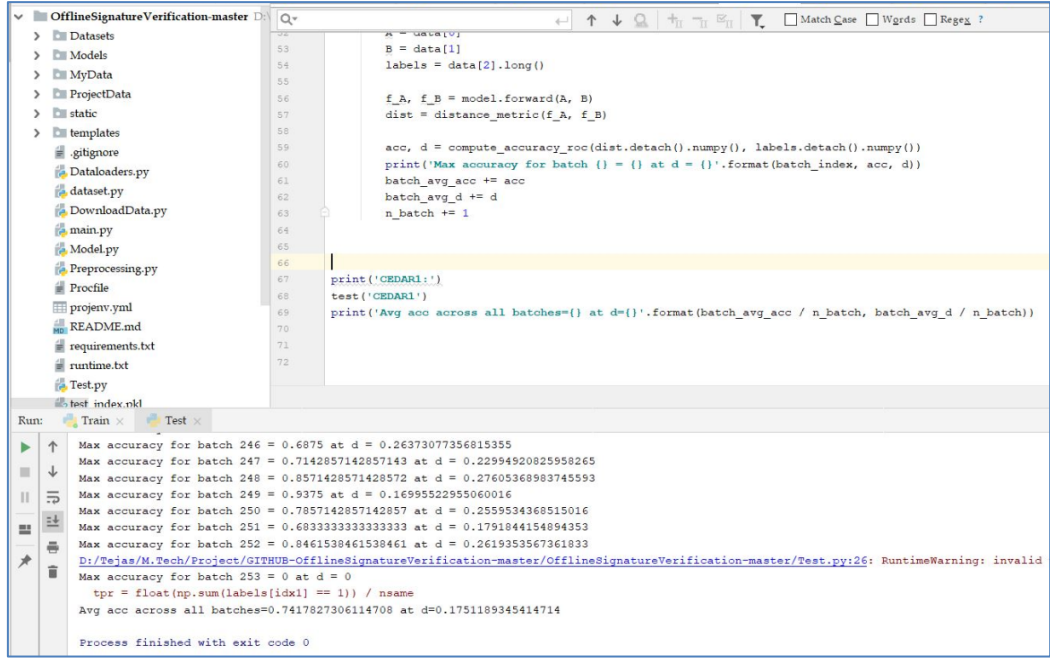 OfflineSignatureVerification-master D:\
Datasets
Models
MyData
ProjectData
static
templates
.gitignore
Dataloaders.py
dataset.py
DownloadData.py
main.py
Model.py
Preprocessing.py
Procfile
projenv.yml
README.md
requirements.txt
runtime.txt
Test.py
test_index.pkl
Match Case Words Regex ?
52 A = data[0]
53 B = data[1]
54 labels = data[2].long()
55
56 f_A, f_B = model.forward(A, B)
57 dist = distance_metric(f_A, f_B)
58
59 acc, d = compute_accuracy_roc(dist.detach().numpy(), labels.detach().numpy())
60 print('Max accuracy for batch {} = {} at d = {}'.format(batch_index, acc, d))
61 batch_avg_acc += acc
62 batch_avg_d += d
63 n_batch += 1
64
65
66
67 print('CEDAR1:')
68 test('CEDAR1')
69 print('Avg acc across all batches={} at d={}'.format(batch_avg_acc / n_batch, batch_avg_d / n_batch))
70
71
72
Run: Train Test
Max accuracy for batch 246 = 0.6875 at d = 0.26373077356815355
Max accuracy for batch 247 = 0.7142857142857143 at d = 0.22994920825958265
Max accuracy for batch 248 = 0.8571428571428572 at d = 0.27605368983745593
Max accuracy for batch 249 = 0.9375 at d = 0.16995522955060016
Max accuracy for batch 250 = 0.7857142857142857 at d = 0.2559534368515016
Max accuracy for batch 251 = 0.6833333333333333 at d = 0.1791844154894353
Max accuracy for batch 252 = 0.8461538461538461 at d = 0.2619353567361833
D:/Tejas/M.Tech/Project/GITHUB-OfflineSignatureVerification-master/OfflineSignatureVerification-master/Test.py:26: RuntimeWarning: invalid
Max accuracy for batch 253 = 0 at d = 0
tpr = float(np.sum(labels[idx1] == 1)) / nsame
Avg acc across all batches=0.7417827306114708 at d=0.1751189345414714
Process finished with exit code 0